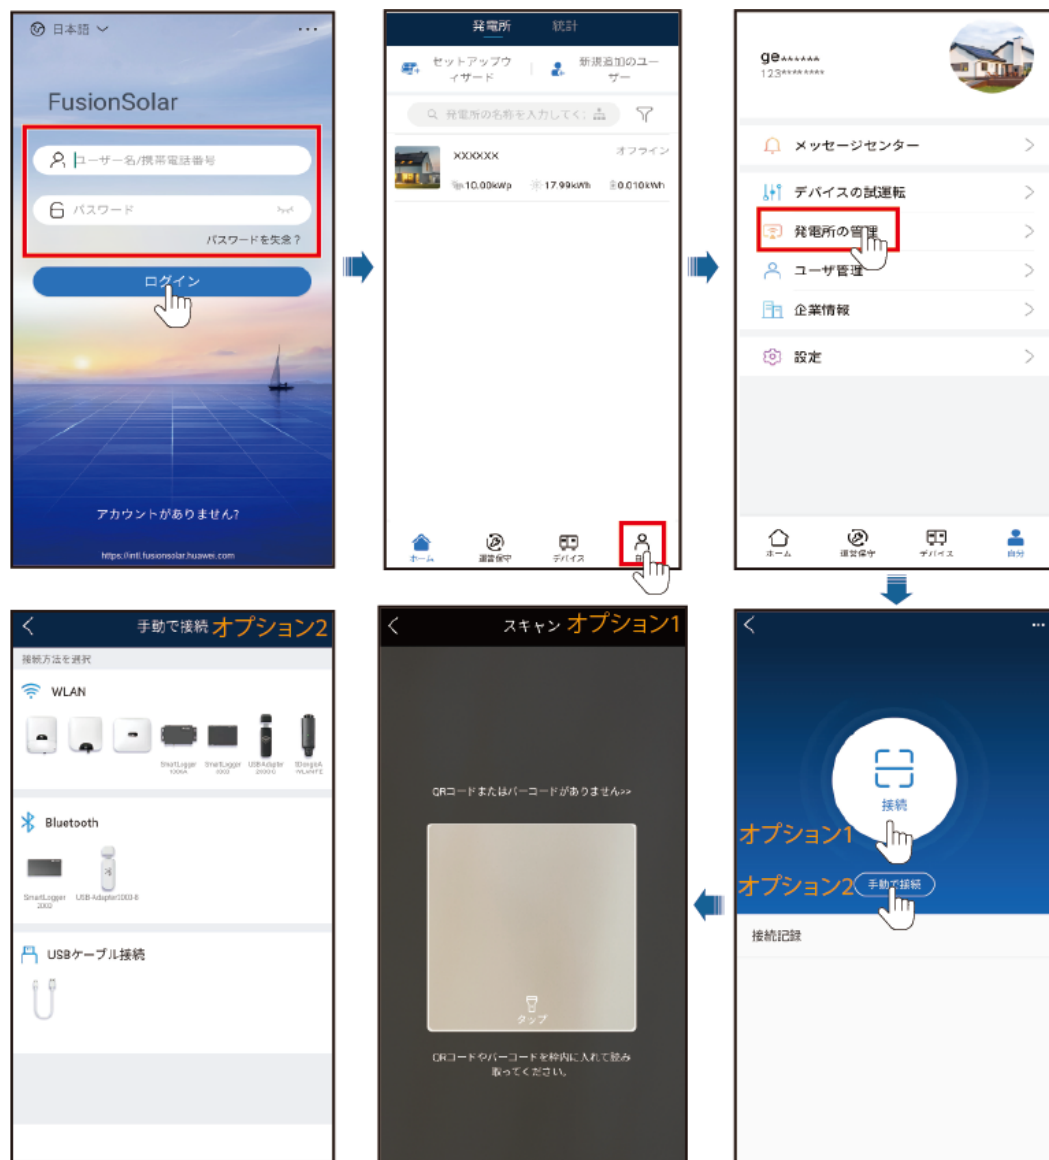 日本語
FusionSolar
ユーザー名/携帯電話番号
パスワード
パスワードを失念？
ログイン
アカウントがありません?
https://intl.fusionsolar.huawei.com
発電所
統計
セットアップウ
ィザード
新規追加のユー
ザー
発電所の名称を入力してく
XXXXXX
オフライン
10.00kWp
17.99kWh
0.010kWh
ホーム
運営保守
デバイス
ge******
123********
メッセージセンター
デバイスの試運転
発電所の管理
ユーザ管理
企業情報
設定
ホーム
運営保守
デバイス
自分
手動で接続 オプション2
接続方法を選択
WLAN
SmartLogger
SmartLogger
USB Adapter
Bluetooth
SmartLogger
USB-Adapter2000-B
USBケーブル接続
スキャン オプション1
QRコードまたはバーコードがありません>>
タップ
QRコードやバーコードを枠内に入れて読み
取ってください。
接続
オプション1
オプション2
手動で接続
接続記録